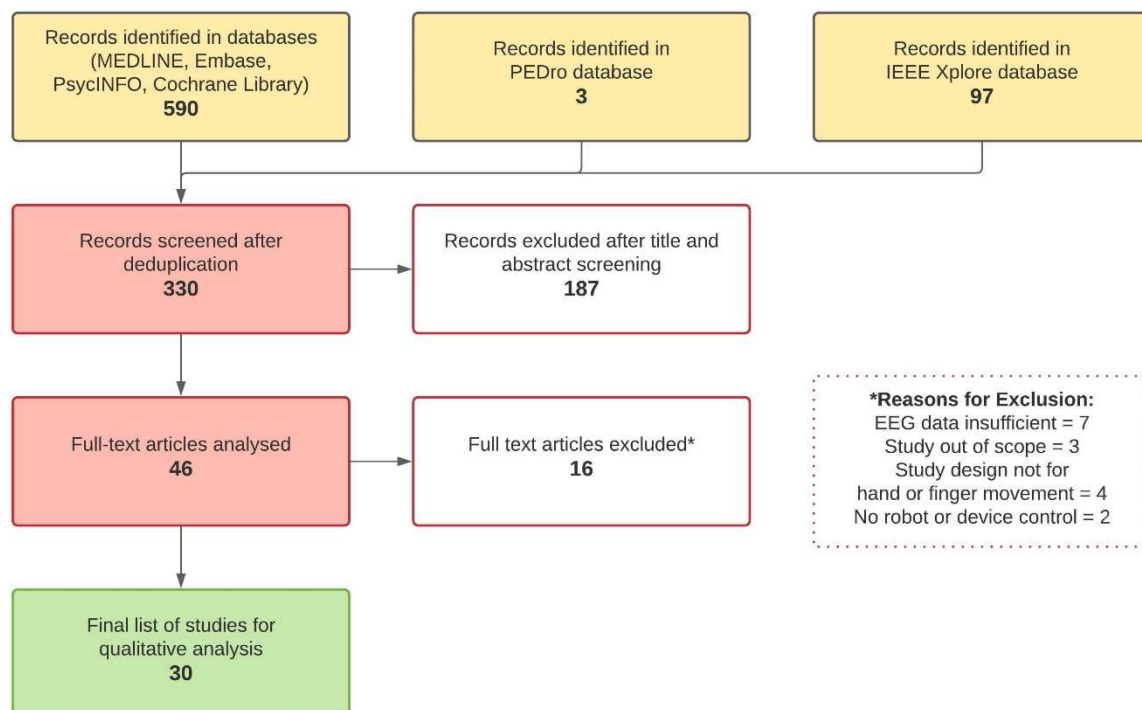 Records identified in databases
(MEDLINE, Embase,
PsycINFO, Cochrane Library)
590
Records identified in
PEDro database
3
Records identified in
IEEE Xplore database
97
Records screened after
deduplication
330
Records excluded after title and
abstract screening
187
Full-text articles analysed
46
Full text articles excluded*
16
*Reasons for Exclusion:
EEG data insufficient = 7
Study out of scope = 3
Study design not for
hand or finger movement = 4
No robot or device control = 2
Final list of studies for
qualitative analysis
30